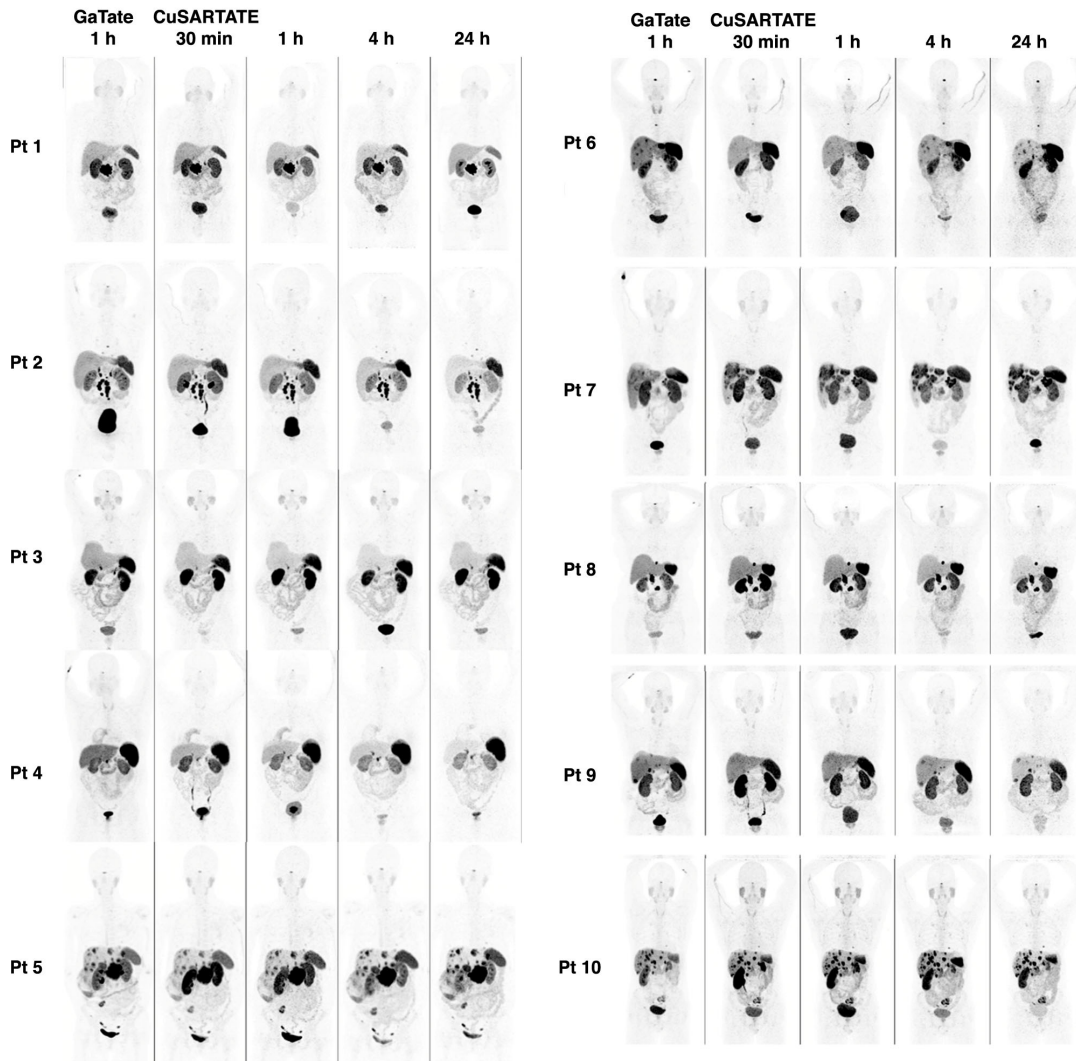 GaTate CuSARTATE
1 h 30 min 1 h 4 h 24 h
Pt 1
Pt 2
Pt 3
Pt 4
Pt 5
GaTate CuSARTATE
1 h 30 min 1 h 4 h 24 h
Pt 6
Pt 7
Pt 8
Pt 9
Pt 10